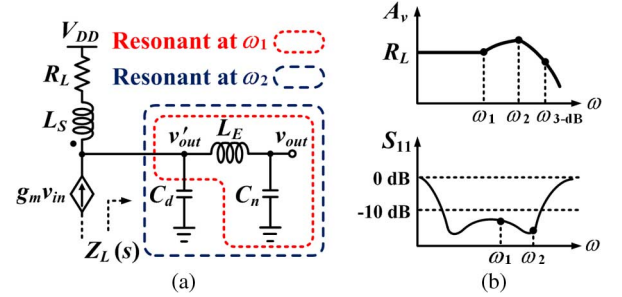 V_DD
Resonant at ω₁
R_L
Resonant at ω₂
L_S
v′_out
L_E
v_out
g_m v_in
C_d
C_n
Z_L(s)
(a)
A_v
R_L
ω₁ ω₂ ω_3-dB
ω
S₁₁
0 dB
-10 dB
ω₁ ω₂
ω
(b)